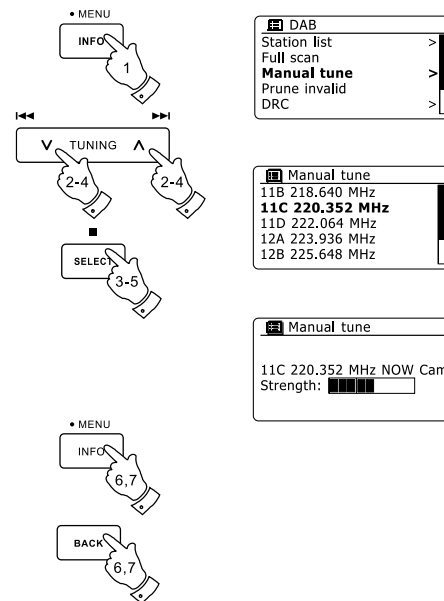 • MENU
INFO
1
TUNING
2-4
2-4
SELECT
3-5
• MENU
INFO
6,7
BACK
6,7
DAB
Station list >
Full scan
Manual tune >
Prune invalid
DRC >
Manual tune
11B 218.640 MHz
11C 220.352 MHz
11D 222.064 MHz
12A 223.936 MHz
12B 225.648 MHz
Manual tune
11C 220.352 MHz NOW Cam
Strength: